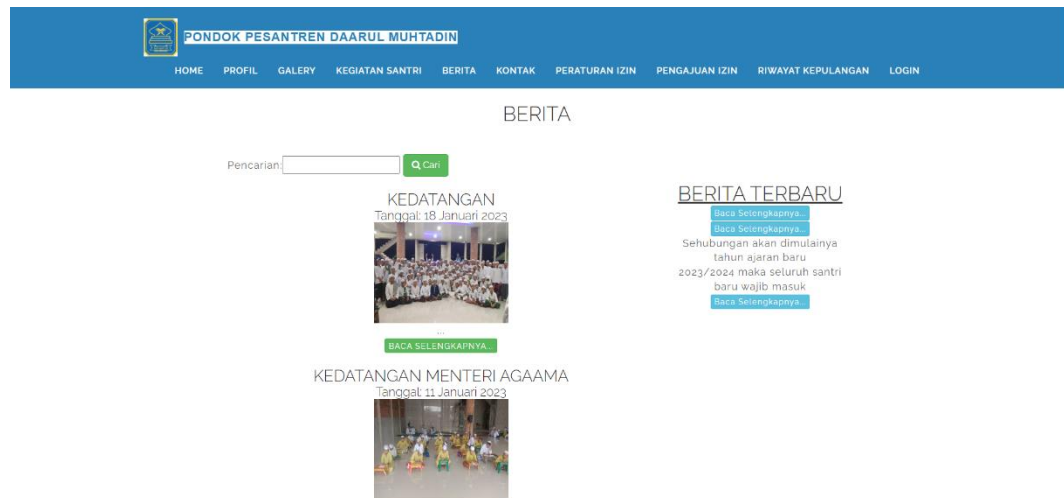 PONDOK PESANTREN DAARUL MUHTADIN
HOME PROFIL GALERY KEGIATAN SANTRI BERITA KONTAK PERATURAN IZIN PENGAJUAN IZIN RIWAYAT KEPULANGAN LOGIN
BERITA
Pencarian: Cari
KEDATANGAN
Tanggal: 18 Januari 2023
...
BACA SELENGKAPNYA...
KEDATANGAN MENTERI AGAAMA
Tanggal: 11 Januari 2023
BERITA TERBARU
Baca Selengkapnya...
Baca Selengkapnya...
Sehubungan akan dimulainya
tahun ajaran baru
2023/2024 maka seluruh santri
baru wajib masuk
Baca Selengkapnya...